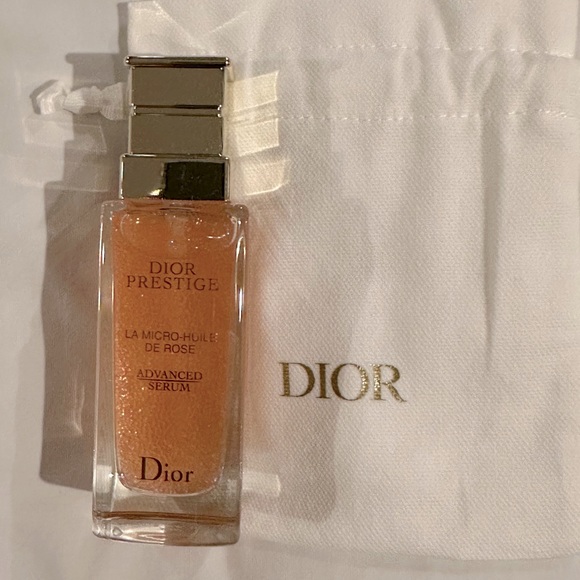 DIOR
PRESTIGE
LA MICRO-HUILE
DE ROSE
ADVANCED
SERUM
Dior
DIOR